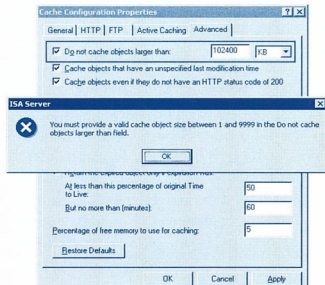 Cache Configuration Properties
General
HTTP
FTP
Active Caching
Advanced
Do not cache objects larger than:
102400
KB
Cache objects that have an unspecified last modification time
Cache objects even if they do not have an HTTP status code of 200
ISA Server
You must provide a valid cache object size between 1 and 9999 in the Do not cache
objects larger than field.
OK
At less than this percentage of original Time
to Live:
50
But no more than (minutes):
60
Percentage of free memory to use for caching:
5
Restore Defaults
OK
Cancel
Apply